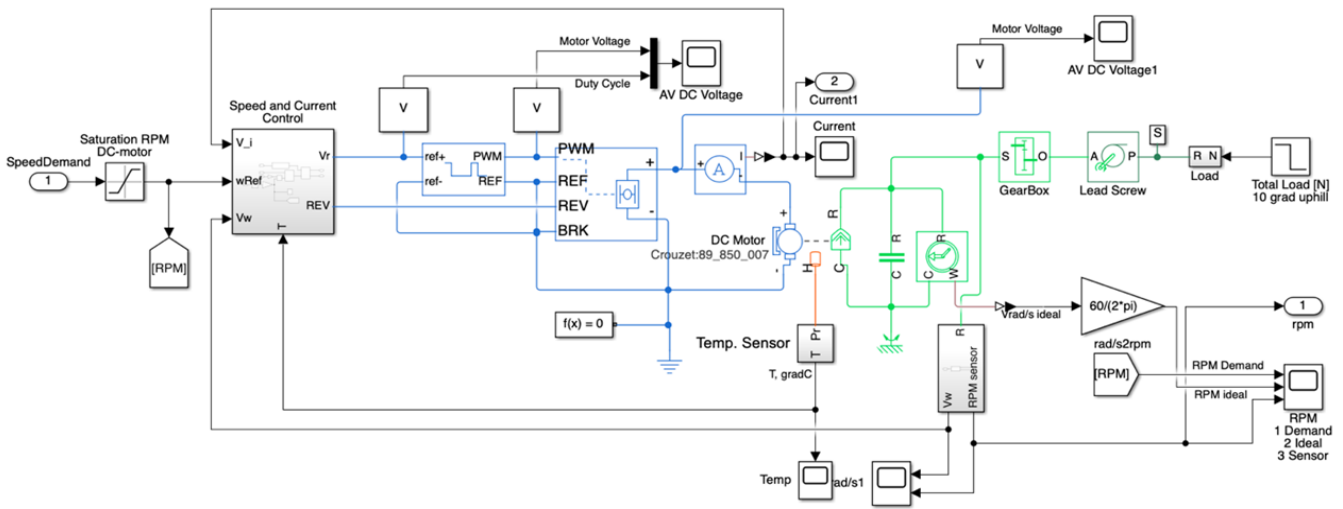 Motor Voltage
Duty Cycle
AV DC Voltage
Motor Voltage
AV DC Voltage1
V
V
V
2
Current1
Current
Speed and Current
Control
Saturation RPM
DC-motor
SpeedDemand
1
[RPM]
V_i
wRef
Vw
Vr
REV
T
ref+
ref-
PWM
REF
PWM
REF
REV
BRK
+
-
+
A
I
-
+
-
DC Motor
Crouzet:89_850_007
H
R
C
R
C
R
C
W
S
O
GearBox
A
P
Lead Screw
S
R N
Load
Total Load [N]
10 grad uphill
f(x) = 0
Temp. Sensor
Pr
T
T, gradC
Temp
rad/s1
R
RPM sensor
Vw
Vrad/s ideal
60/(2*pi)
rad/s2rpm
[RPM]
1
rpm
RPM Demand
RPM ideal
RPM
1 Demand
2 Ideal
3 Sensor